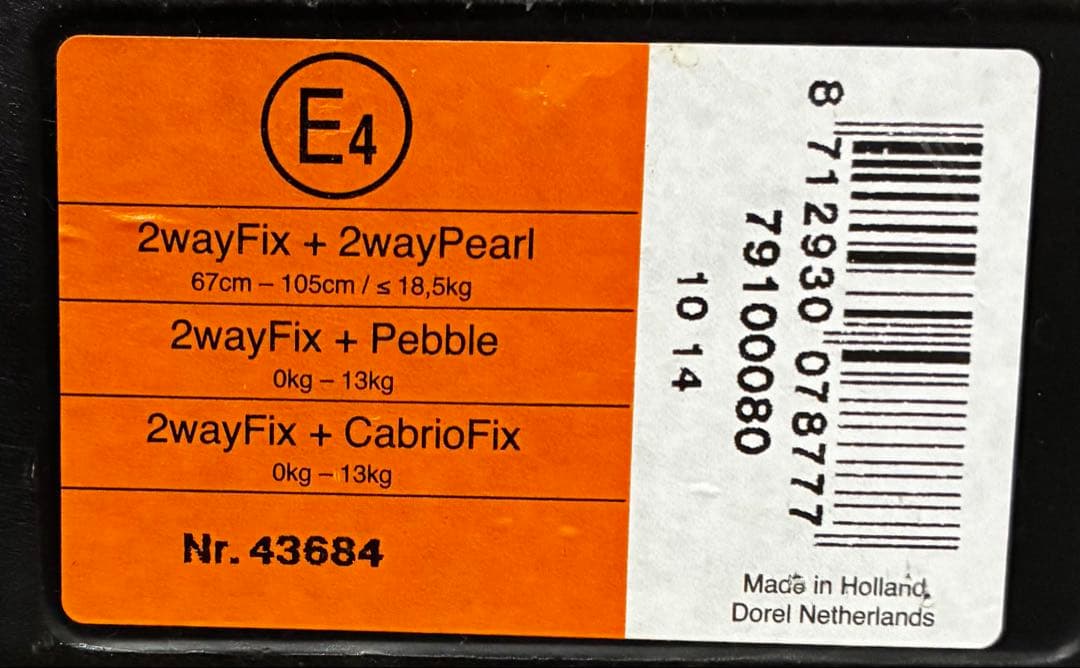 E4
2wayFix + 2wayPearl
67cm – 105cm / ≤ 18,5kg
2wayFix + Pebble
0kg – 13kg
2wayFix + CabrioFix
0kg – 13kg
Nr. 43684
8 712930 078777
79100080
10 14
Made in Holland,
Dorel Netherlands